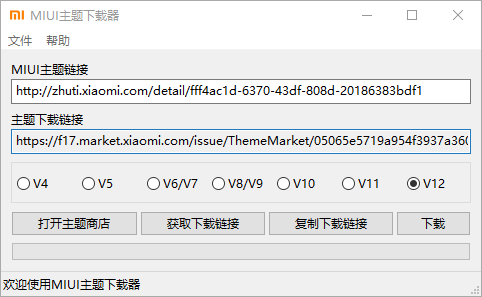 MIUI主题下载器
文件 帮助
MIUI主题链接
http://zhuti.xiaomi.com/detail/fff4ac1d-6370-43df-808d-20186383bdf1
主题下载链接
https://f17.market.xiaomi.com/issue/ThemeMarket/05065e5719a954f3937a360
V4 V5 V6/V7 V8/V9 V10 V11 V12
打开主题商店 获取下载链接 复制下载链接 下载
欢迎使用MIUI主题下载器